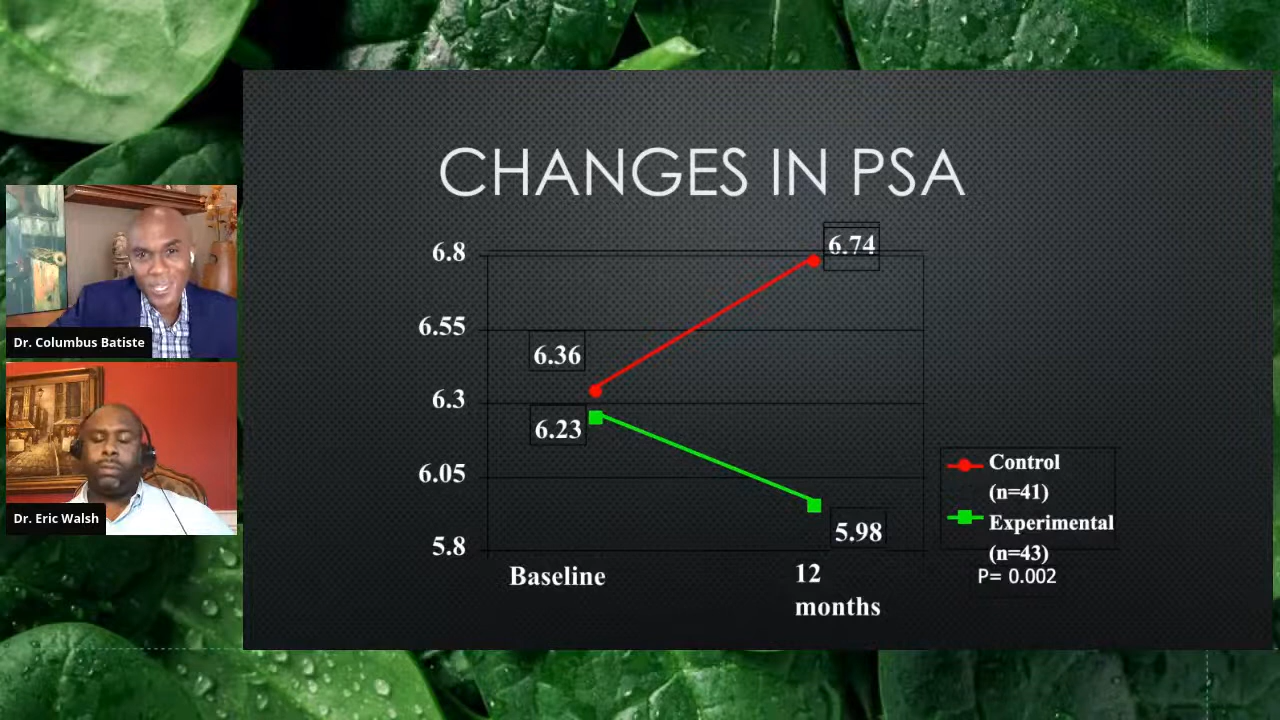 CHANGES IN PSA
6.8
6.74
6.55
6.36
6.3
6.23
6.05
5.98
5.8
Baseline
12
months
Control
(n=41)
Experimental
(n=43)
P= 0.002
Dr. Columbus Batiste
Dr. Eric Walsh